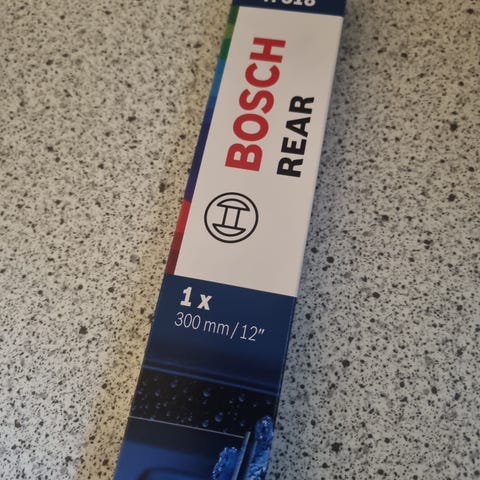 BOSCH
REAR
1 x
300 mm / 12"